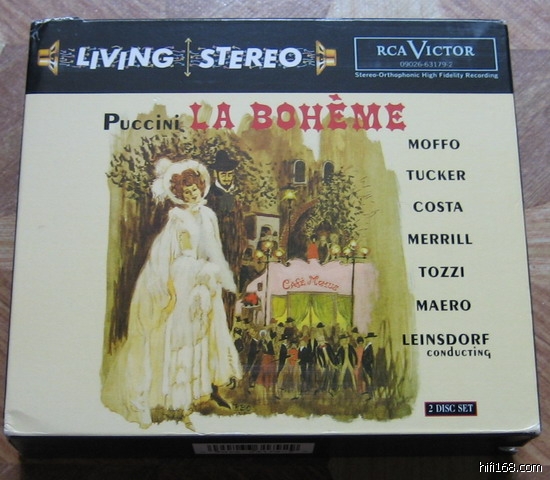 LIVING STEREO
RCA VICTOR
09026-63179-2
Stereo-Orthophonic High Fidelity Recording
Puccini LA BOHÈME
MOFFO
TUCKER
COSTA
MERRILL
TOZZI
MAERO
LEINSDORF
conducting
CAFÉ MOMUS
2 DISC SET
hifi168.com